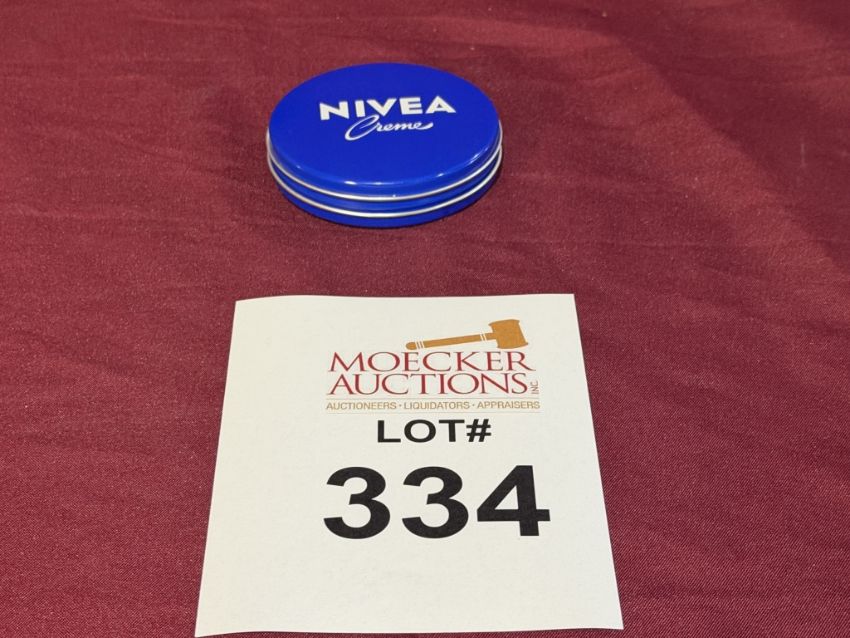 NIVEA
Creme
MOECKER
AUCTIONS INC.
AUCTIONEERS • LIQUIDATORS • APPRAISERS
LOT#
334